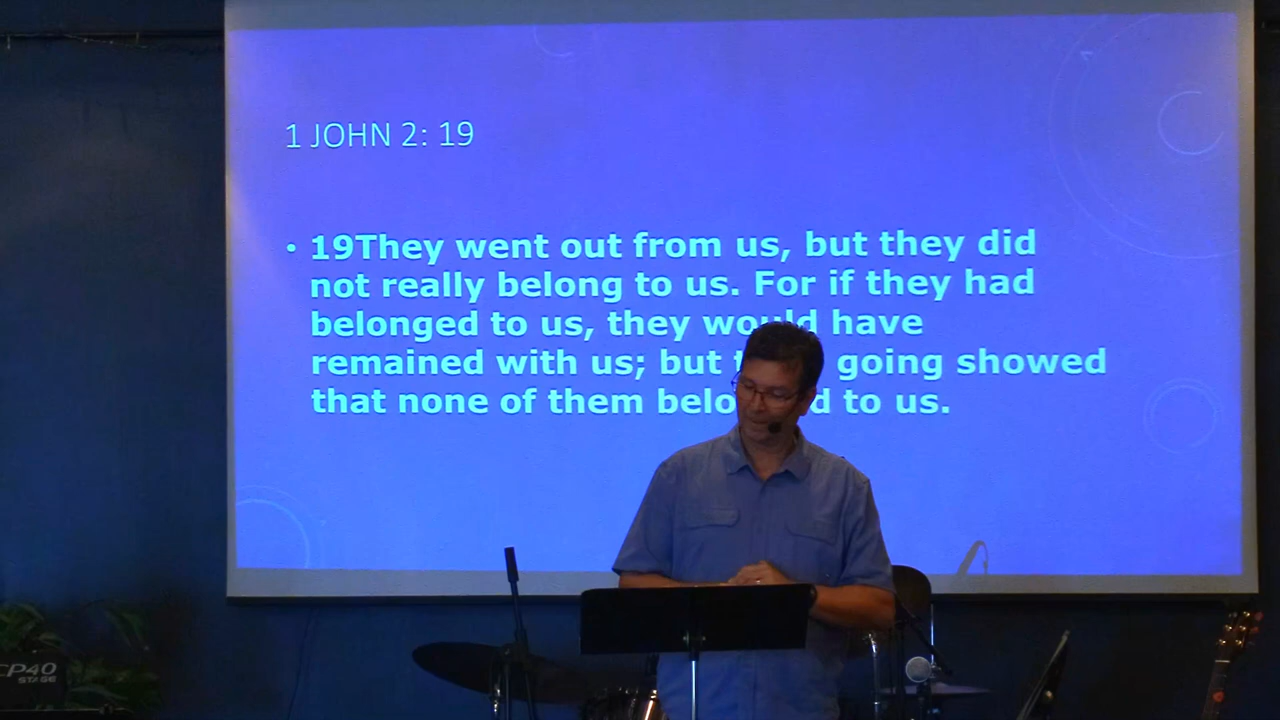 1 JOHN 2: 19
• 19They went out from us, but they did
not really belong to us. For if they had
belonged to us, they would have
remained with us; but going showed
that none of them to us.
CP40
STAGE